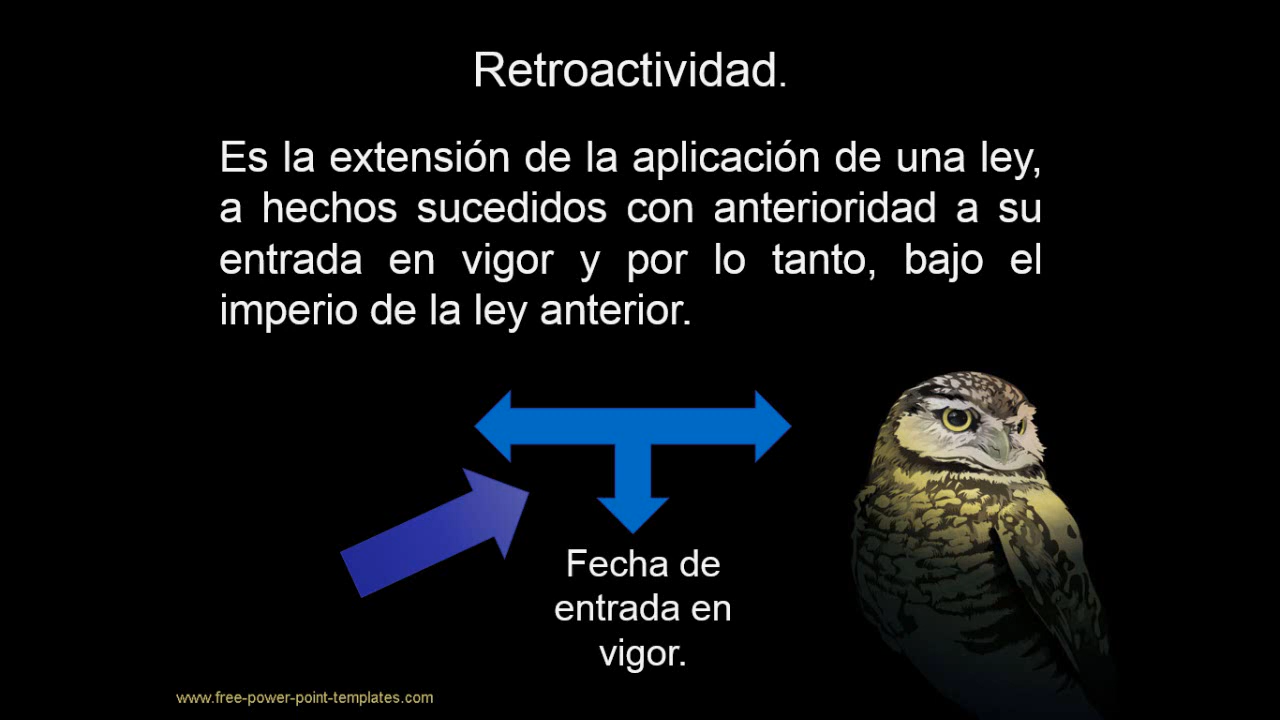 Retroactividad.
Es la extensión de la aplicación de una ley,
a hechos sucedidos con anterioridad a su
entrada en vigor y por lo tanto, bajo el
imperio de la ley anterior.
Fecha de
entrada en
vigor.
www.free-power-point-templates.com